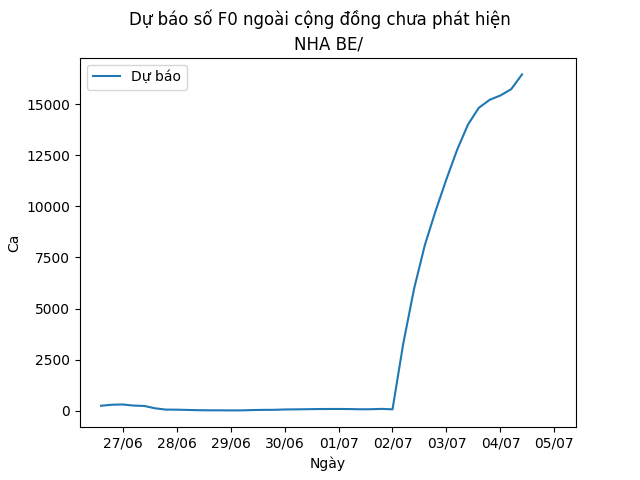 Dự báo số F0 ngoài cộng đồng chưa phát hiện
NHA BE/
Dự báo
15000
12500
10000
7500
5000
2500
0
Ca
27/06 28/06 29/06 30/06 01/07 02/07 03/07 04/07 05/07
Ngày